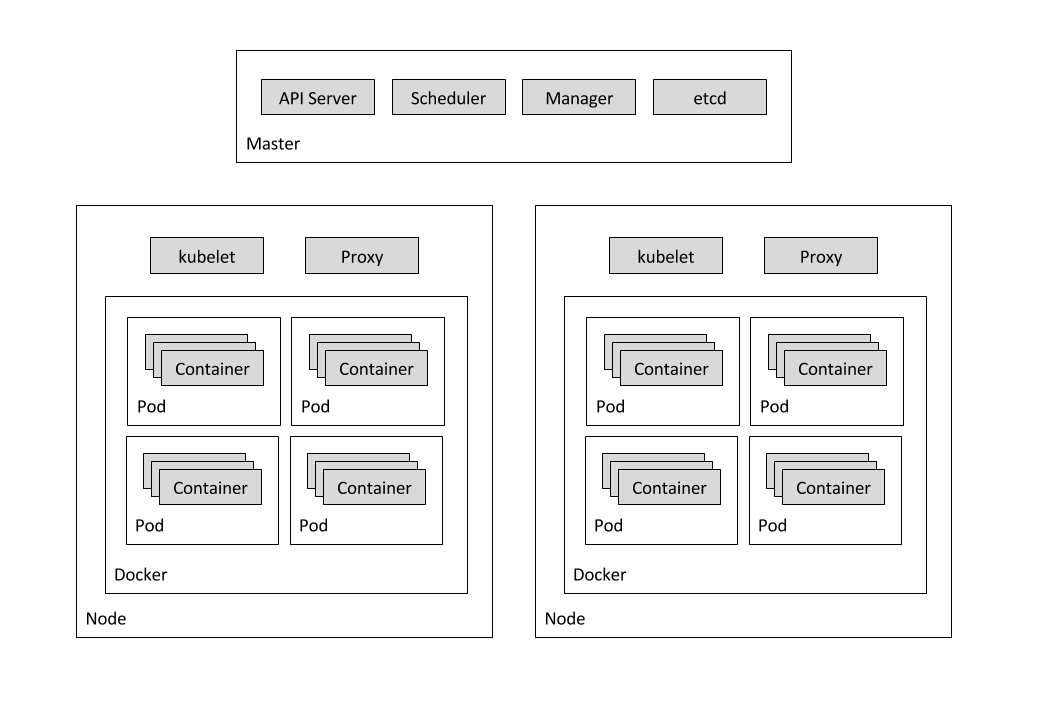 API Server Scheduler Manager etcd
Master
kubelet Proxy kubelet Proxy
Container Container Container Container
Pod Pod Pod Pod
Container Container Container Container
Pod Pod Pod Pod
Docker Docker
Node Node